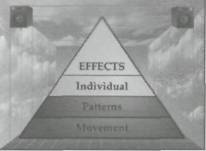 EFFECTS
Individual
Patterns
Movement